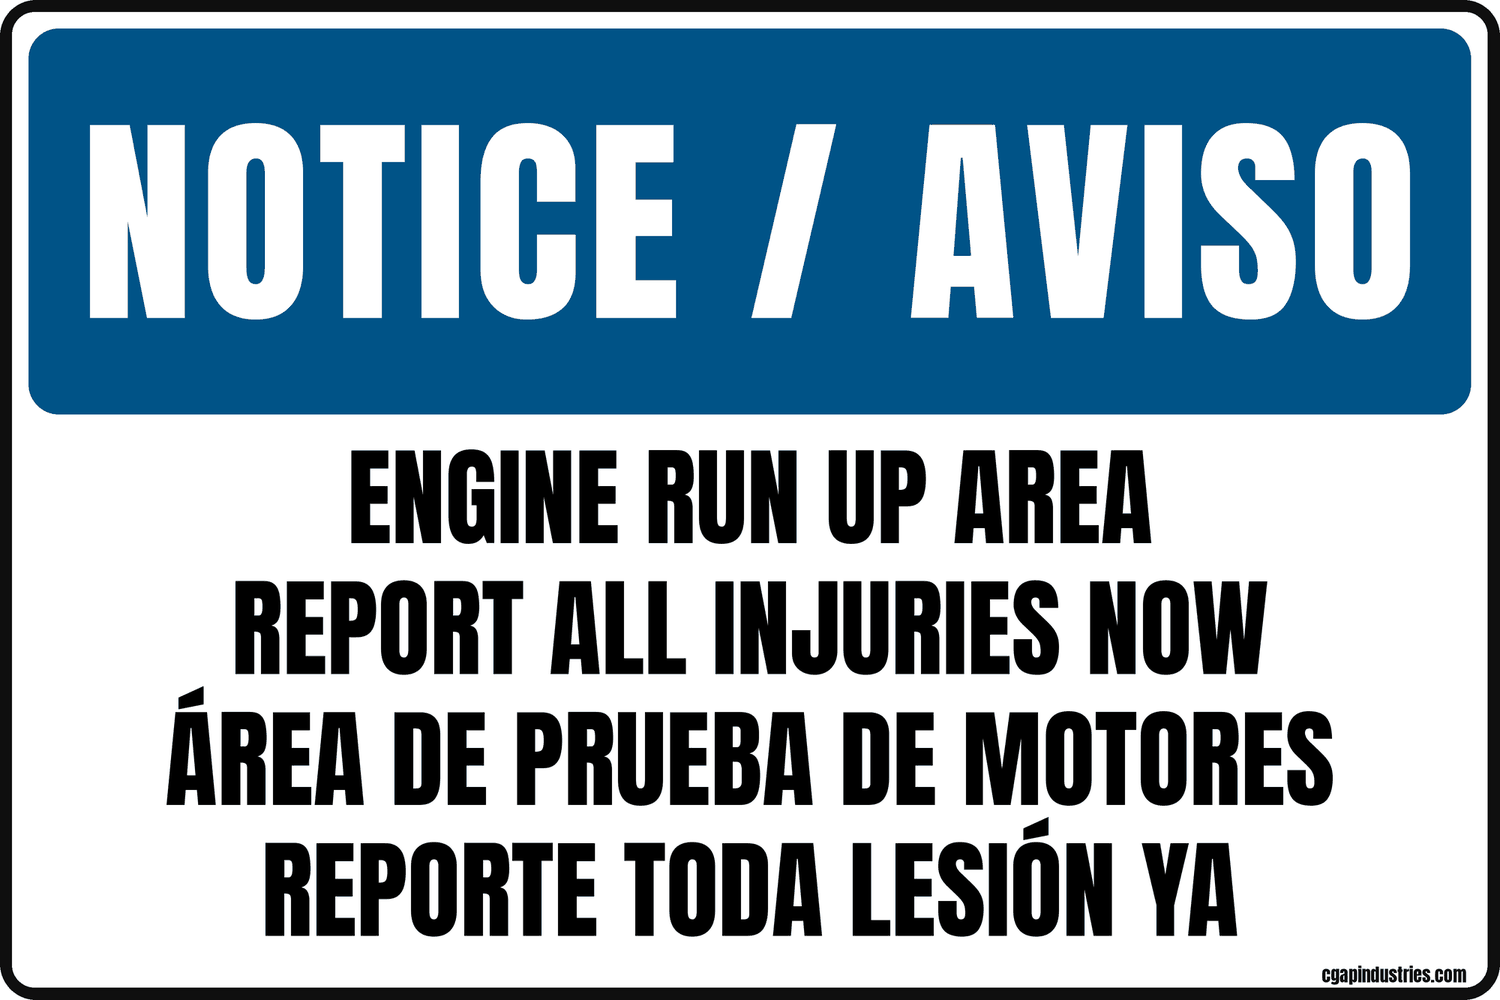 NOTICE / AVISO
ENGINE RUN UP AREA
REPORT ALL INJURIES NOW
ÁREA DE PRUEBA DE MOTORES
REPORTE TODA LESIÓN YA
cgapindustries.com